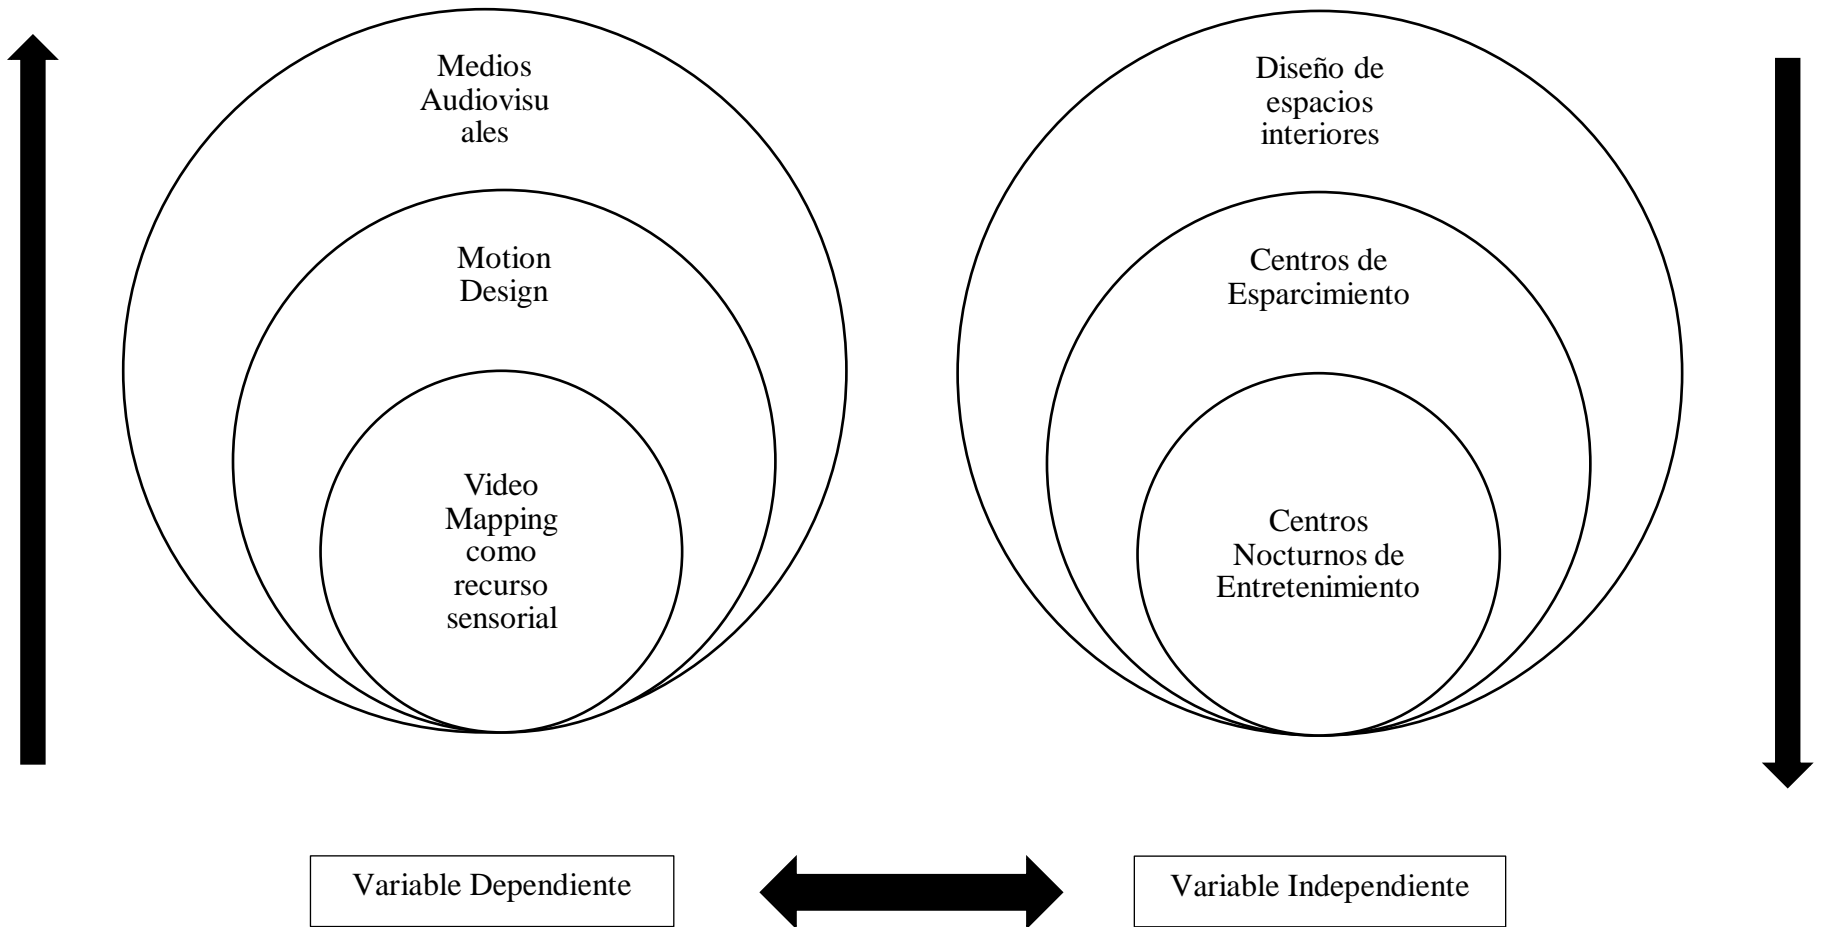 Medios
Audiovisu
ales
Motion
Design
Video
Mapping
como
recurso
sensorial
Diseño de
espacios
interiores
Centros de
Esparcimiento
Centros
Nocturnos de
Entretenimiento
Variable Dependiente
Variable Independiente